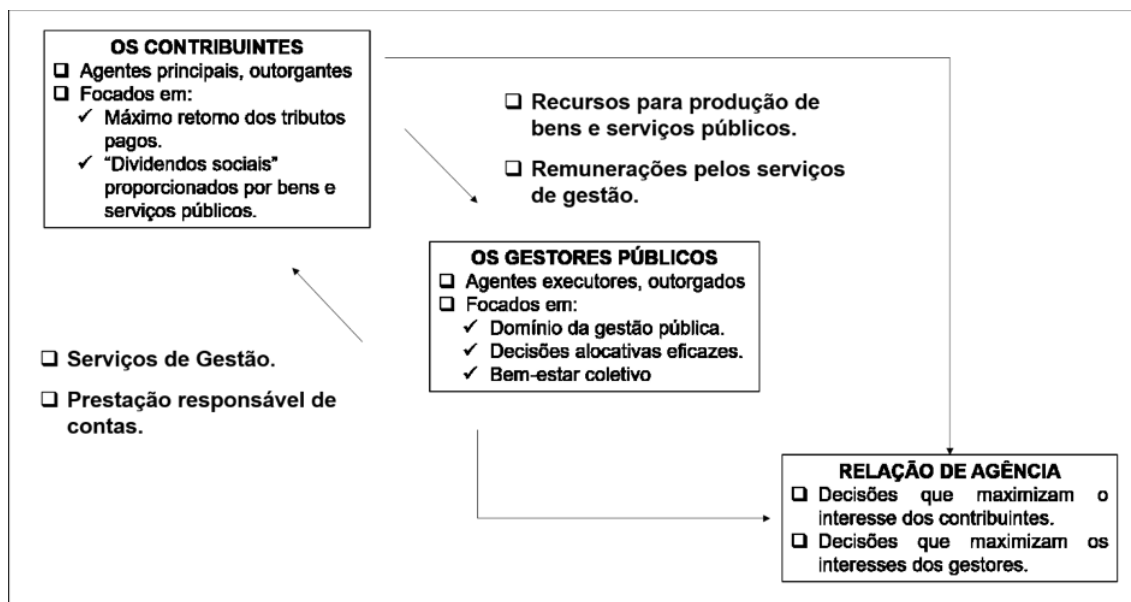 OS CONTRIBUINTES
❑ Agentes principais, outorgantes
❑ Focados em:
✓ Máximo retorno dos tributos
pagos.
✓ “Dividendos sociais”
proporcionados por bens e
serviços públicos.
❑ Recursos para produção de
bens e serviços públicos.
❑ Remunerações pelos serviços
de gestão.
OS GESTORES PÚBLICOS
❑ Agentes executores, outorgados
❑ Focados em:
✓ Domínio da gestão pública.
✓ Decisões alocativas eficazes.
✓ Bem-estar coletivo
❑ Serviços de Gestão.
❑ Prestação responsável de
contas.
RELAÇÃO DE AGÊNCIA
❑ Decisões que maximizam o
interesse dos contribuintes.
❑ Decisões que maximizam os
interesses dos gestores.